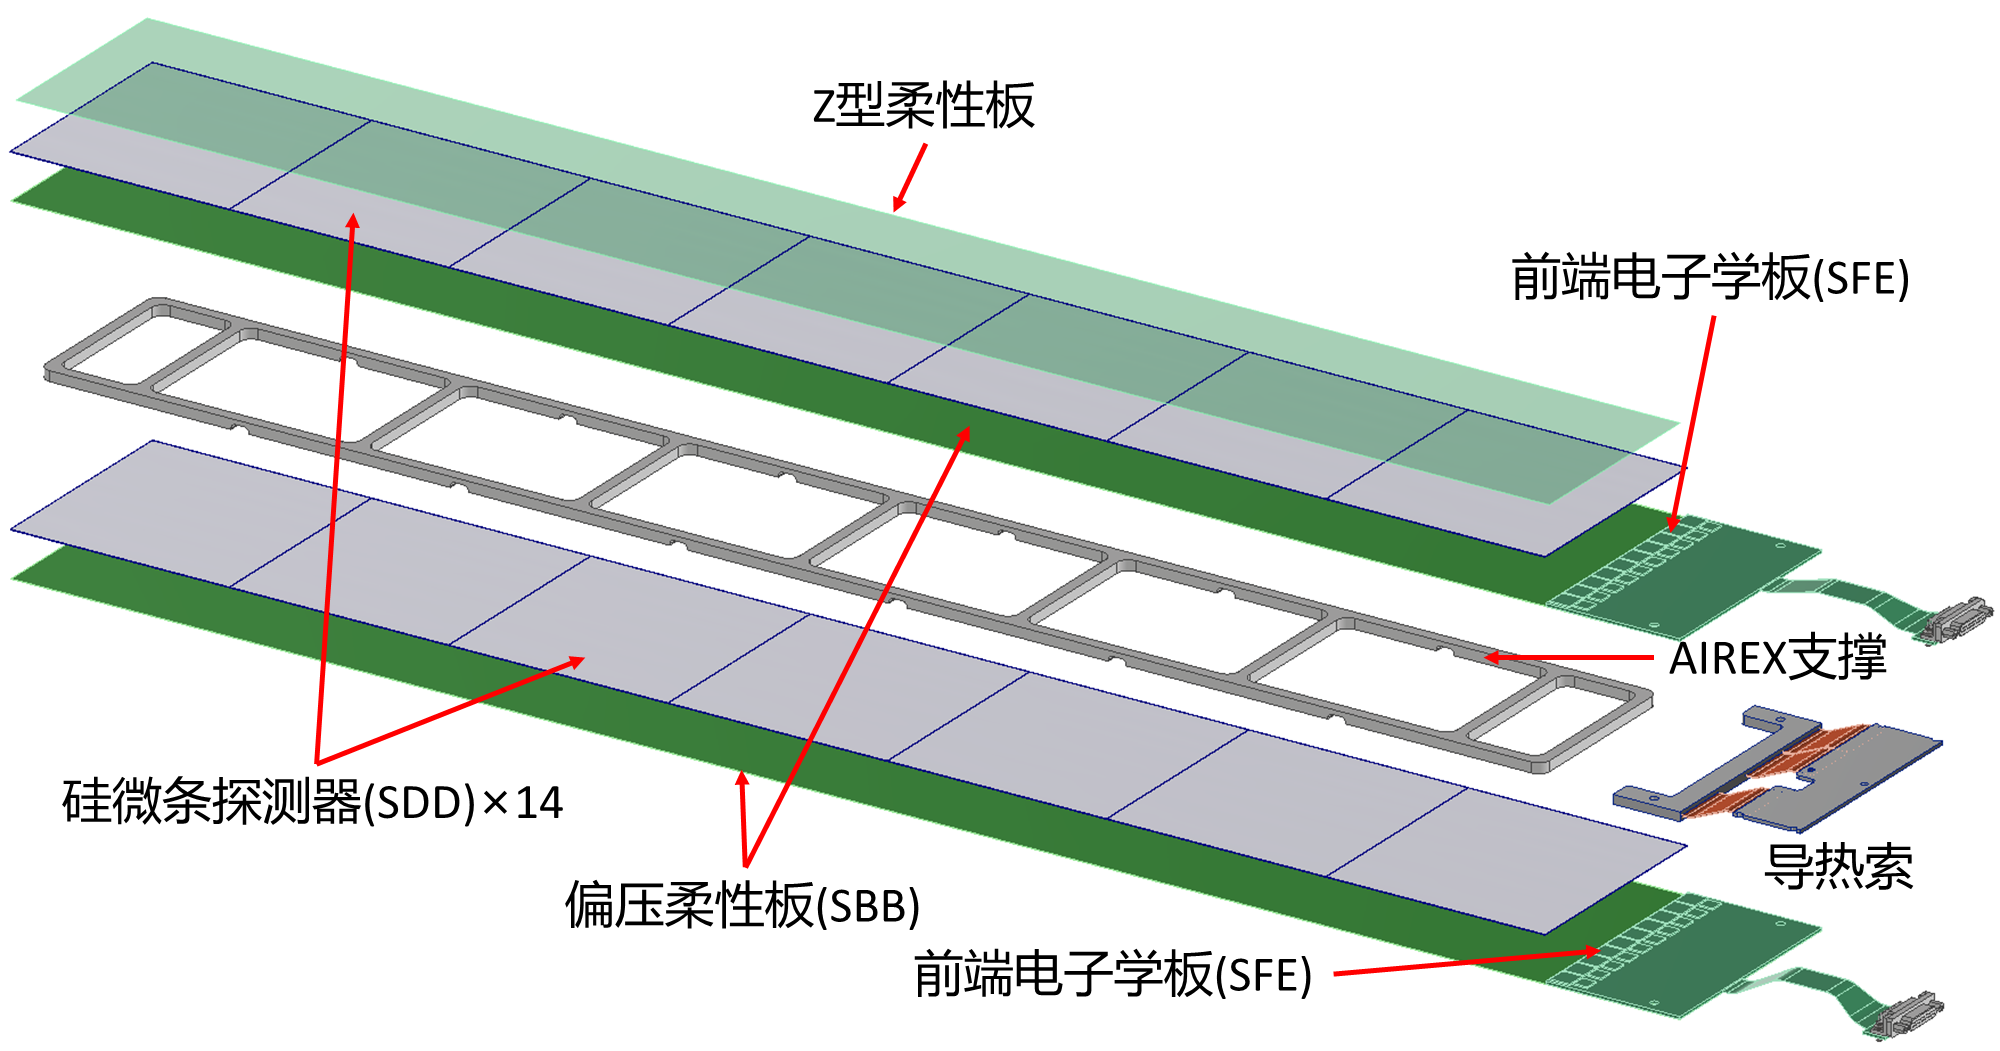 Z型柔性板
前端电子学板(SFE)
AIREX支撑
硅微条探测器(SDD)×14
导热索
偏压柔性板(SBB)
前端电子学板(SFE)